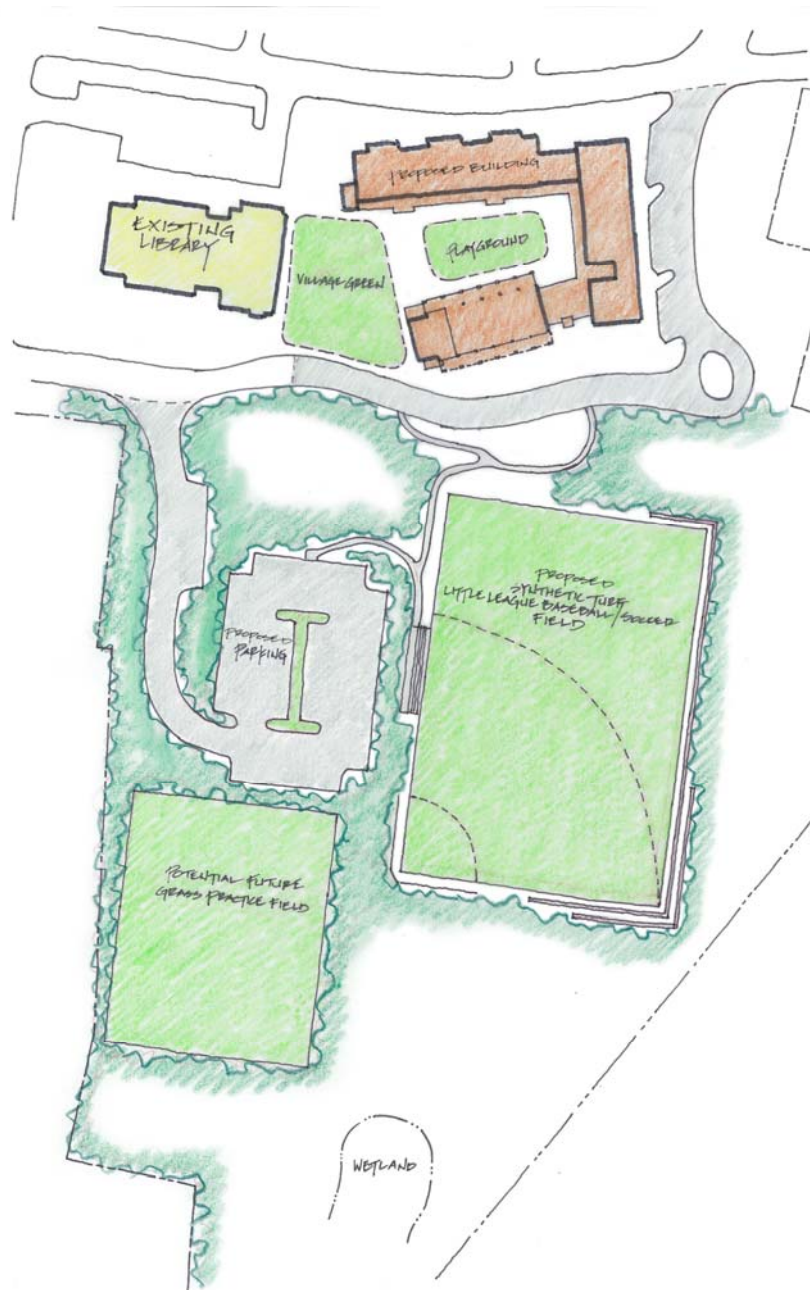 PROPOSED BUILDING
EXISTING
LIBRARY
PLAYGROUND
VILLAGE GREEN
PROPOSED
SYNTHETIC TURF
LITTLE LEAGUE BASEBALL/SOCCER
FIELD
PROPOSED
PARKING
POTENTIAL FUTURE
GRASS PRACTICE FIELD
WETLAND